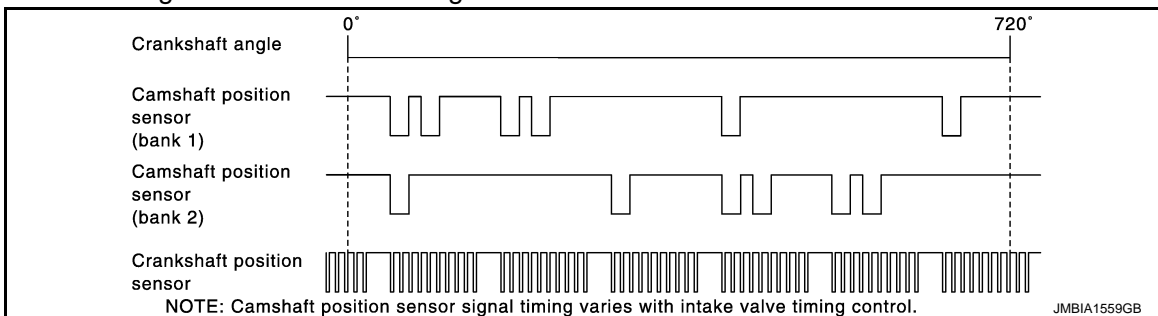 0°
720°
Crankshaft angle
Camshaft position
sensor
(bank 1)
Camshaft position
sensor
(bank 2)
Crankshaft position
sensor
NOTE: Camshaft position sensor signal timing varies with intake valve timing control.
JMBIA1559GB